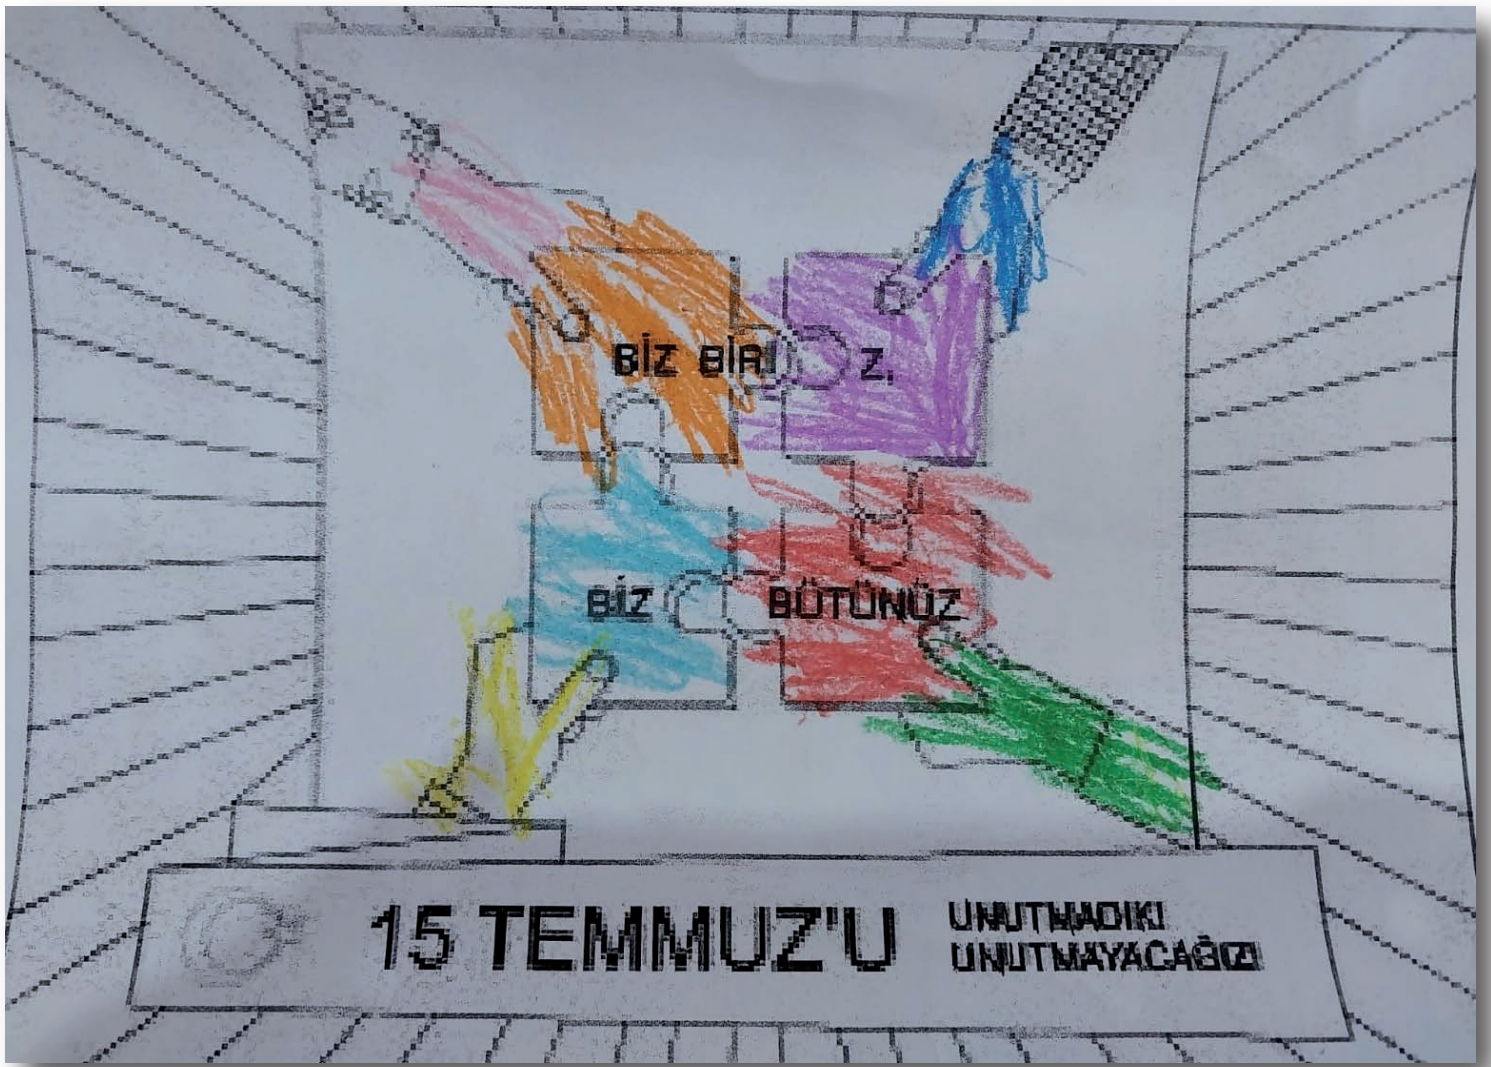 BİZ BİRİ Z.
BİZ BÜTÜNÜZ
15 TEMMUZ'U
UNUTMADIK!
UNUTMAYACAĞIZ!